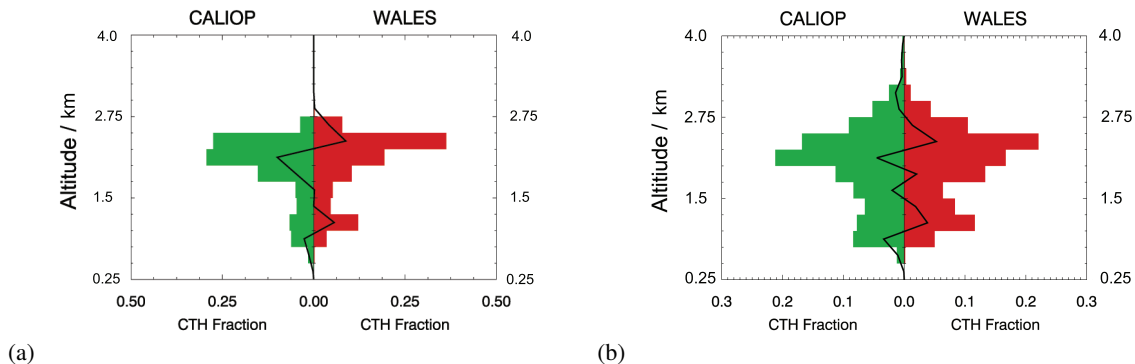 CALIOP WALES
4.0 4.0
2.75 2.75
Altitude / km
1.5 1.5
0.25 0.25
0.50 0.25 0.00 0.25 0.50
CTH Fraction CTH Fraction
(a)
CALIOP WALES
4.0 4.0
2.75 2.75
Altitiude / km
1.5 1.5
0.25 0.25
0.3 0.2 0.1 0.0 0.1 0.2 0.3
CTH Fraction CTH Fraction
(b)